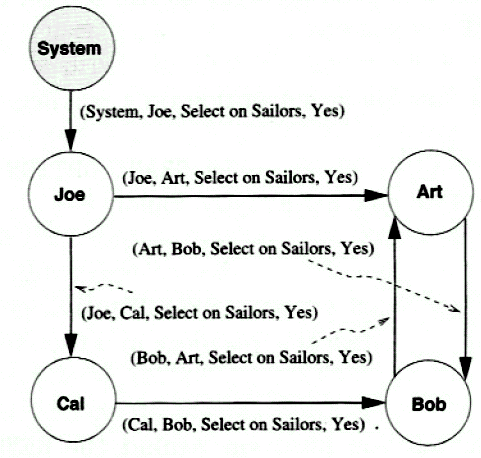 System
(System, Joe, Select on Sailors, Yes)
Joe
(Joe, Art, Select on Sailors, Yes)
Art
(Art, Bob, Select on Sailors, Yes)
(Joe, Cal, Select on Sailors, Yes)
(Bob, Art, Select on Sailors, Yes)
Cal
Bob
(Cal, Bob, Select on Sailors, Yes) .